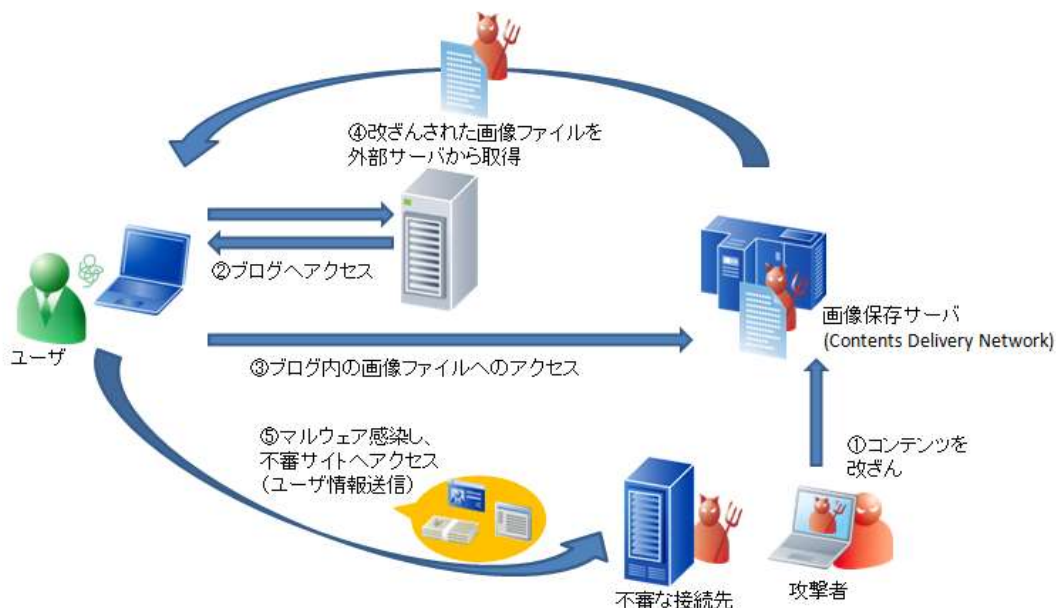 ④改ざんされた画像ファイルを
外部サーバから取得
②ブログへアクセス
ユーザ
画像保存サーバ
(Contents Delivery Network)
③ブログ内の画像ファイルへのアクセス
⑤マルウェア感染し、
不審サイトへアクセス
(ユーザ情報送信)
①コンテンツを
改ざん
不審な接続先
攻撃者